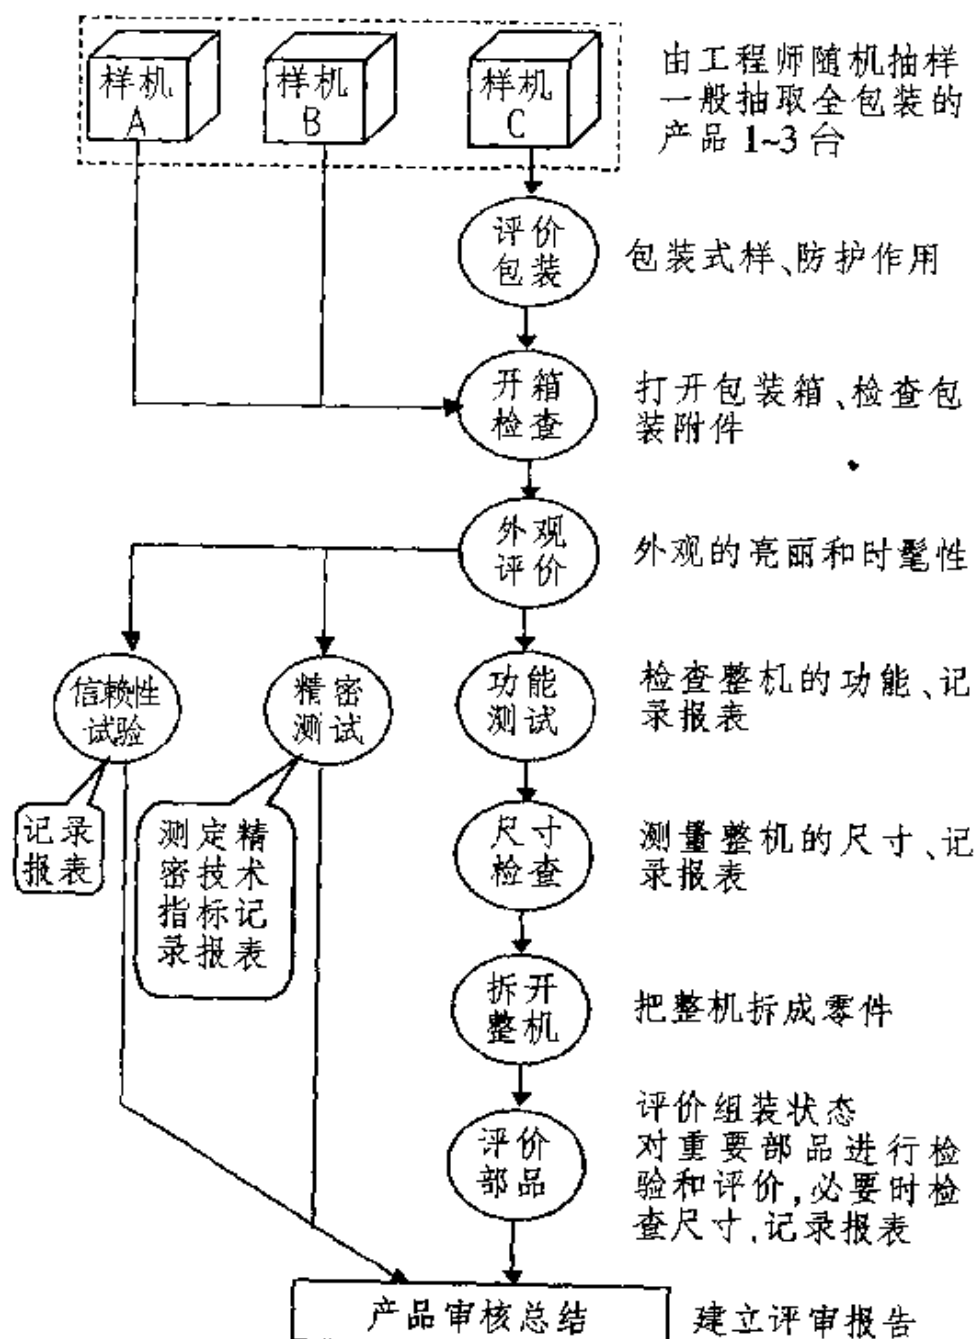 样机
A
样机
B
样机
C
由工程师随机抽样
一般抽取全包装的
产品1~3台
评价
包装
包装式样、防护作用
开箱
检查
打开包装箱、检查包
装附件
外观
评价
外观的亮丽和时髦性
信赖性
试验
精密
测试
功能
测试
检查整机的功能、记
录报表
记录
报表
测定精
密技术
指标记
录报表
尺寸
检查
测量整机的尺寸、记
录报表
拆开
整机
把整机拆成零件
评价
部品
评价组装状态
对重要部品进行检
验和评价,必要时检
查尺寸、记录报表
产品审核总结
建立评审报告